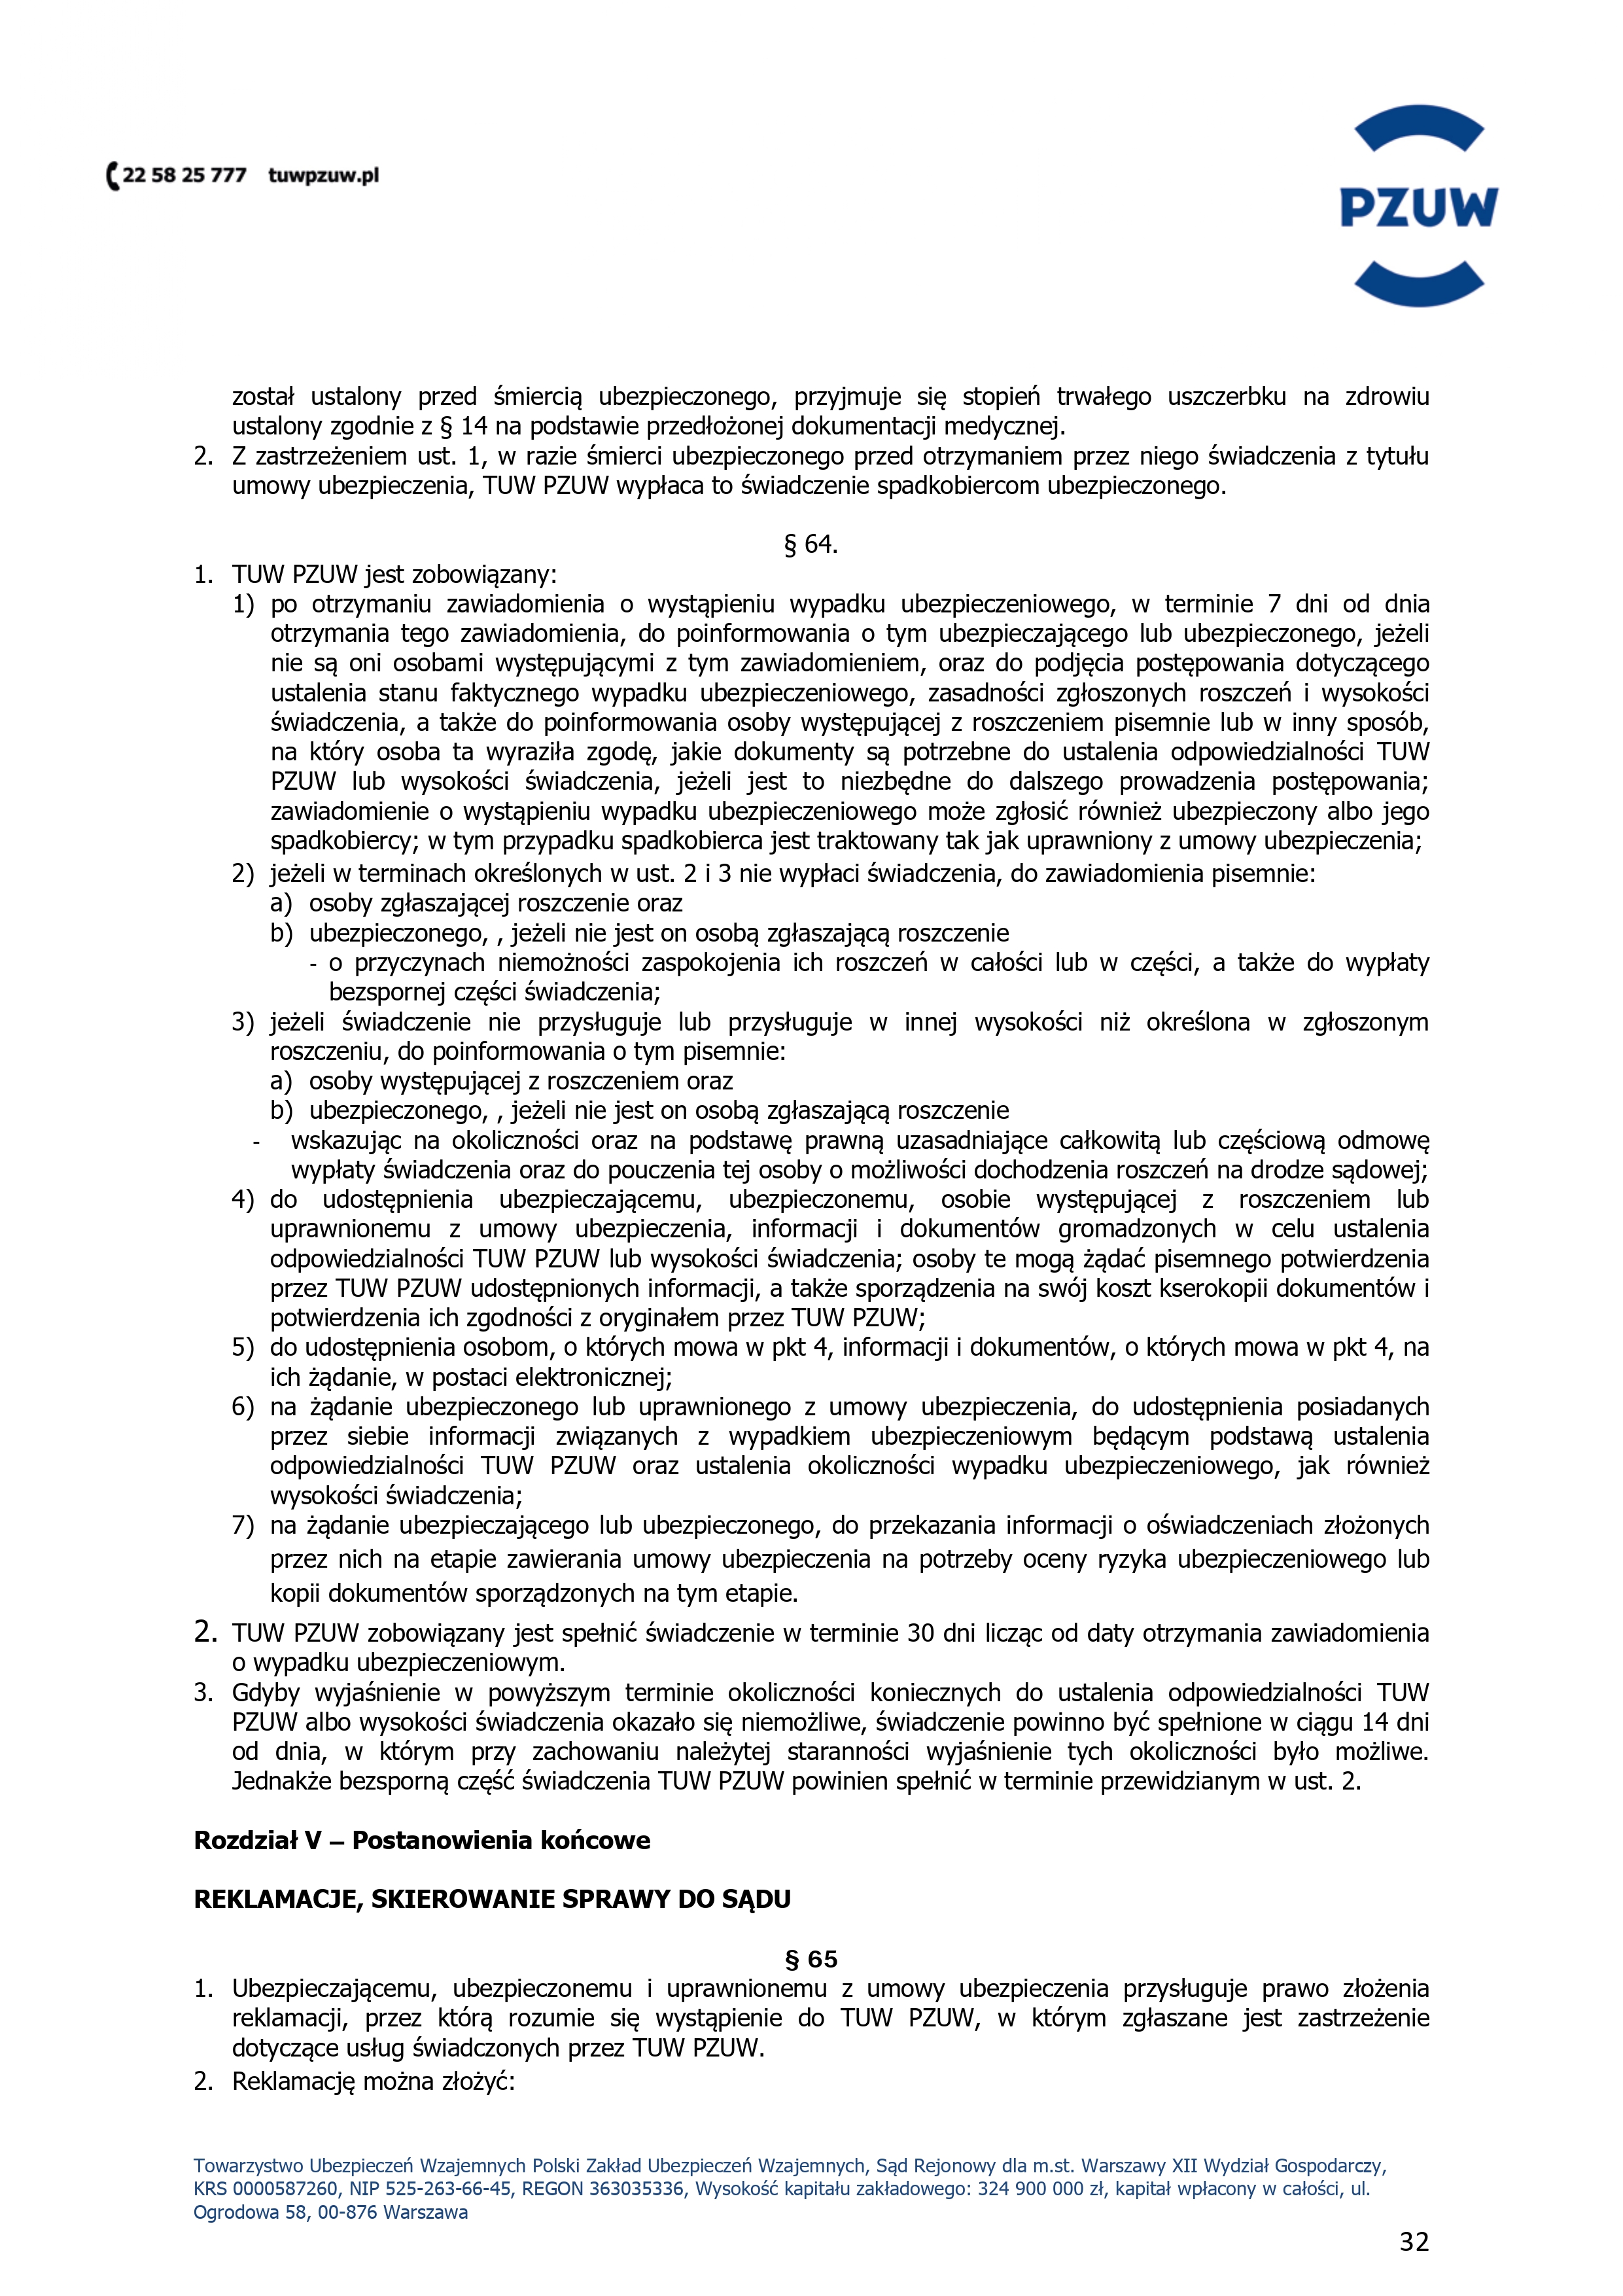 22 58 25 777 tuwpzuw.pl
PZUW
został ustalony przed śmiercią ubezpieczonego, przyjmuje się stopień trwałego uszczerbku na zdrowiu
ustalony zgodnie z § 14 na podstawie przedłożonej dokumentacji medycznej.
2. Z zastrzeżeniem ust. 1, w razie śmierci ubezpieczonego przed otrzymaniem przez niego świadczenia z tytułu
umowy ubezpieczenia, TUW PZUW wypłaca to świadczenie spadkobiercom ubezpieczonego.
§ 64.
1. TUW PZUW jest zobowiązany:
1) po otrzymaniu zawiadomienia o wystąpieniu wypadku ubezpieczeniowego, w terminie 7 dni od dnia
otrzymania tego zawiadomienia, do poinformowania o tym ubezpieczającego lub ubezpieczonego, jeżeli
nie są oni osobami występującymi z tym zawiadomieniem, oraz do podjęcia postępowania dotyczącego
ustalenia stanu faktycznego wypadku ubezpieczeniowego, zasadności zgłoszonych roszczeń i wysokości
świadczenia, a także do poinformowania osoby występującej z roszczeniem pisemnie lub w inny sposób,
na który osoba ta wyraziła zgodę, jakie dokumenty są potrzebne do ustalenia odpowiedzialności TUW
PZUW lub wysokości świadczenia, jeżeli jest to niezbędne do dalszego prowadzenia postępowania;
zawiadomienie o wystąpieniu wypadku ubezpieczeniowego może zgłosić również ubezpieczony albo jego
spadkobiercy; w tym przypadku spadkobierca jest traktowany tak jak uprawniony z umowy ubezpieczenia;
2) jeżeli w terminach określonych w ust. 2 i 3 nie wypłaci świadczenia, do zawiadomienia pisemnie:
a) osoby zgłaszającej roszczenie oraz
b) ubezpieczonego, , jeżeli nie jest on osobą zgłaszającą roszczenie
- o przyczynach niemożności zaspokojenia ich roszczeń w całości lub w części, a także do wypłaty
bezspornej części świadczenia;
3) jeżeli świadczenie nie przysługuje lub przysługuje w innej wysokości niż określona w zgłoszonym
roszczeniu, do poinformowania o tym pisemnie:
a) osoby występującej z roszczeniem oraz
b) ubezpieczonego, , jeżeli nie jest on osobą zgłaszającą roszczenie
- wskazując na okoliczności oraz na podstawę prawną uzasadniające całkowitą lub częściową odmowę
wypłaty świadczenia oraz do pouczenia tej osoby o możliwości dochodzenia roszczeń na drodze sądowej;
4) do udostępnienia ubezpieczającemu, ubezpieczonemu, osobie występującej z roszczeniem lub
uprawnionemu z umowy ubezpieczenia, informacji i dokumentów gromadzonych w celu ustalenia
odpowiedzialności TUW PZUW lub wysokości świadczenia; osoby te mogą żądać pisemnego potwierdzenia
przez TUW PZUW udostępnionych informacji, a także sporządzenia na swój koszt kserokopii dokumentów i
potwierdzenia ich zgodności z oryginałem przez TUW PZUW;
5) do udostępnienia osobom, o których mowa w pkt 4, informacji i dokumentów, o których mowa w pkt 4, na
ich żądanie, w postaci elektronicznej;
6) na żądanie ubezpieczonego lub uprawnionego z umowy ubezpieczenia, do udostępnienia posiadanych
przez siebie informacji związanych z wypadkiem ubezpieczeniowym będącym podstawą ustalenia
odpowiedzialności TUW PZUW oraz ustalenia okoliczności wypadku ubezpieczeniowego, jak również
wysokości świadczenia;
7) na żądanie ubezpieczającego lub ubezpieczonego, do przekazania informacji o oświadczeniach złożonych
przez nich na etapie zawierania umowy ubezpieczenia na potrzeby oceny ryzyka ubezpieczeniowego lub
kopii dokumentów sporządzonych na tym etapie.
2. TUW PZUW zobowiązany jest spełnić świadczenie w terminie 30 dni licząc od daty otrzymania zawiadomienia
o wypadku ubezpieczeniowym.
3. Gdyby wyjaśnienie w powyższym terminie okoliczności koniecznych do ustalenia odpowiedzialności TUW
PZUW albo wysokości świadczenia okazało się niemożliwe, świadczenie powinno być spełnione w ciągu 14 dni
od dnia, w którym przy zachowaniu należytej staranności wyjaśnienie tych okoliczności było możliwe.
Jednakże bezsporną część świadczenia TUW PZUW powinien spełnić w terminie przewidzianym w ust. 2.
Rozdział V – Postanowienia końcowe
REKLAMACJE, SKIEROWANIE SPRAWY DO SĄDU
§ 65
1. Ubezpieczającemu, ubezpieczonemu i uprawnionemu z umowy ubezpieczenia przysługuje prawo złożenia
reklamacji, przez którą rozumie się wystąpienie do TUW PZUW, w którym zgłaszane jest zastrzeżenie
dotyczące usług świadczonych przez TUW PZUW.
2. Reklamację można złożyć:
Towarzystwo Ubezpieczeń Wzajemnych Polski Zakład Ubezpieczeń Wzajemnych, Sąd Rejonowy dla m.st. Warszawy XII Wydział Gospodarczy,
KRS 0000587260, NIP 525-263-66-45, REGON 363035336, Wysokość kapitału zakładowego: 324 900 000 zł, kapitał wpłacony w całości, ul.
Ogrodowa 58, 00-876 Warszawa
32